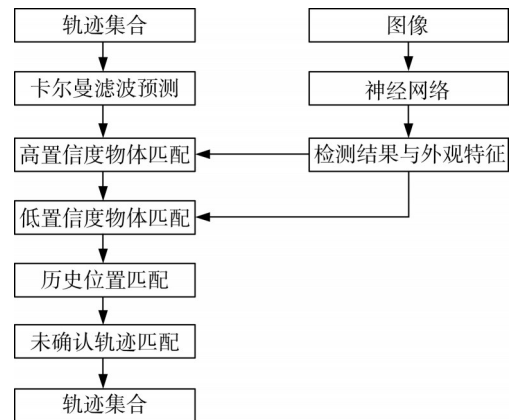 轨迹集合
图像
卡尔曼滤波预测
神经网络
高置信度物体匹配
检测结果与外观特征
低置信度物体匹配
历史位置匹配
未确认轨迹匹配
轨迹集合